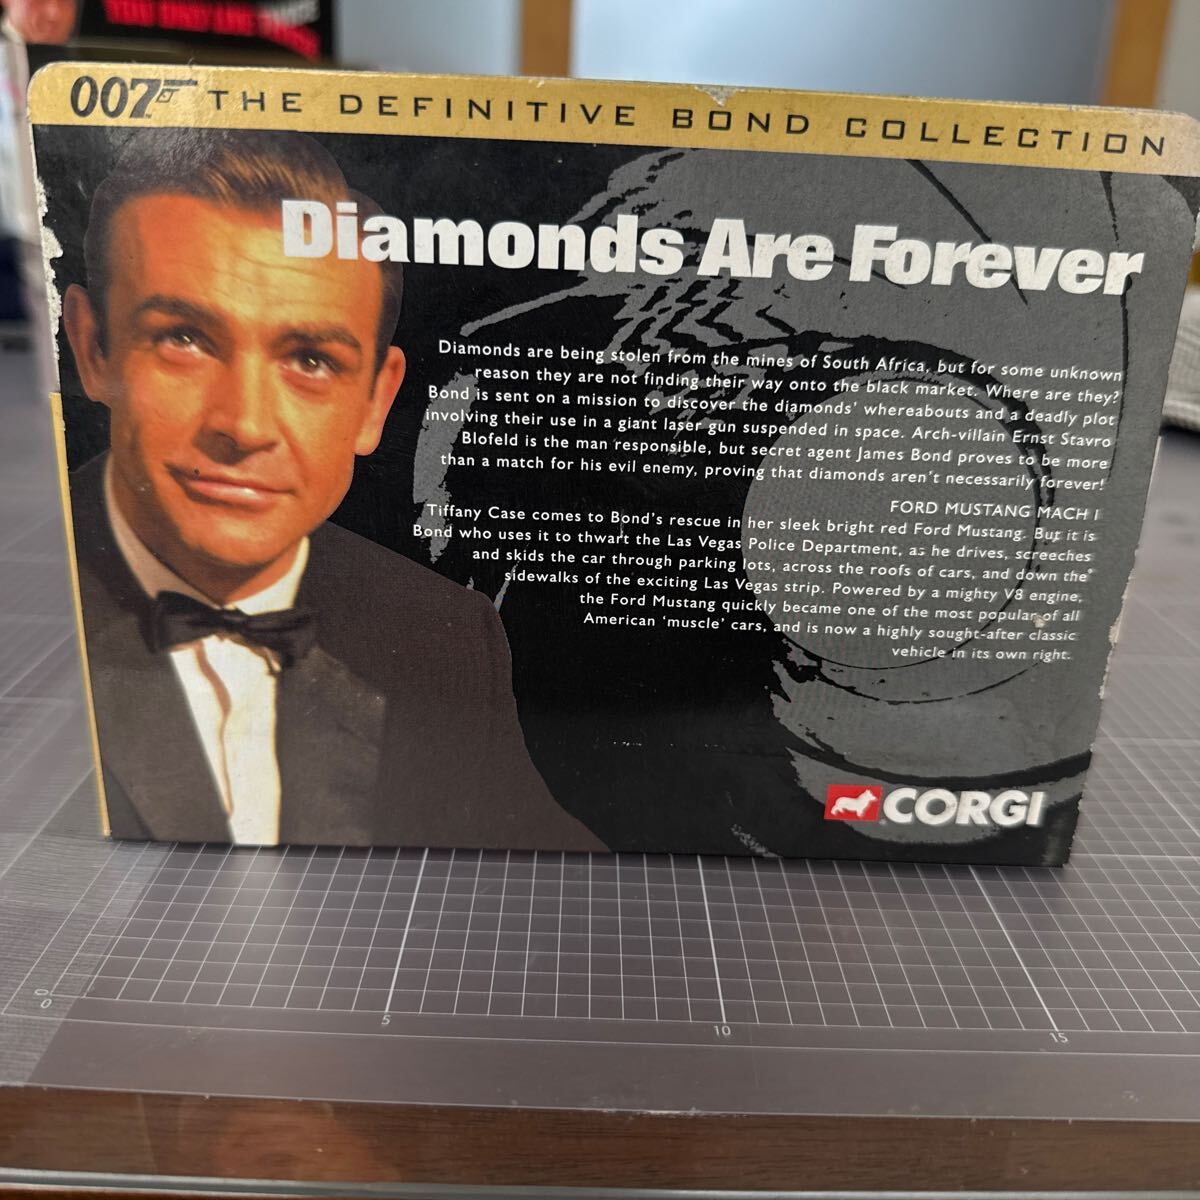 YOU ONLY LIVE TWICE
007 THE DEFINITIVE BOND COLLECTION
Diamonds Are Forever
Diamonds are being stolen from the mines of South Africa, but for some unknown
reason they are not finding their way onto the black market. Where are they?
Bond is sent on a mission to discover the diamonds' whereabouts and a deadly plot
involving their use in a giant laser gun suspended in space. Arch-villain Ernst Stavro
Blofeld is the man responsible, but secret agent James Bond proves to be more
than a match for his evil enemy, proving that diamonds aren't necessarily forever!
FORD MUSTANG MACH I
Tiffany Case comes to Bond's rescue in her sleek bright red Ford Mustang. But it is
Bond who uses it to thwart the Las Vegas Police Department, as he drives, screeches
and skids the car through parking lots, across the roofs of cars, and down the
sidewalks of the exciting Las Vegas strip. Powered by a mighty V8 engine,
the Ford Mustang quickly became one of the most popular of all
American 'muscle' cars, and is now a highly sought-after classic
vehicle in its own right.
CORGI
0
0
5
10
15